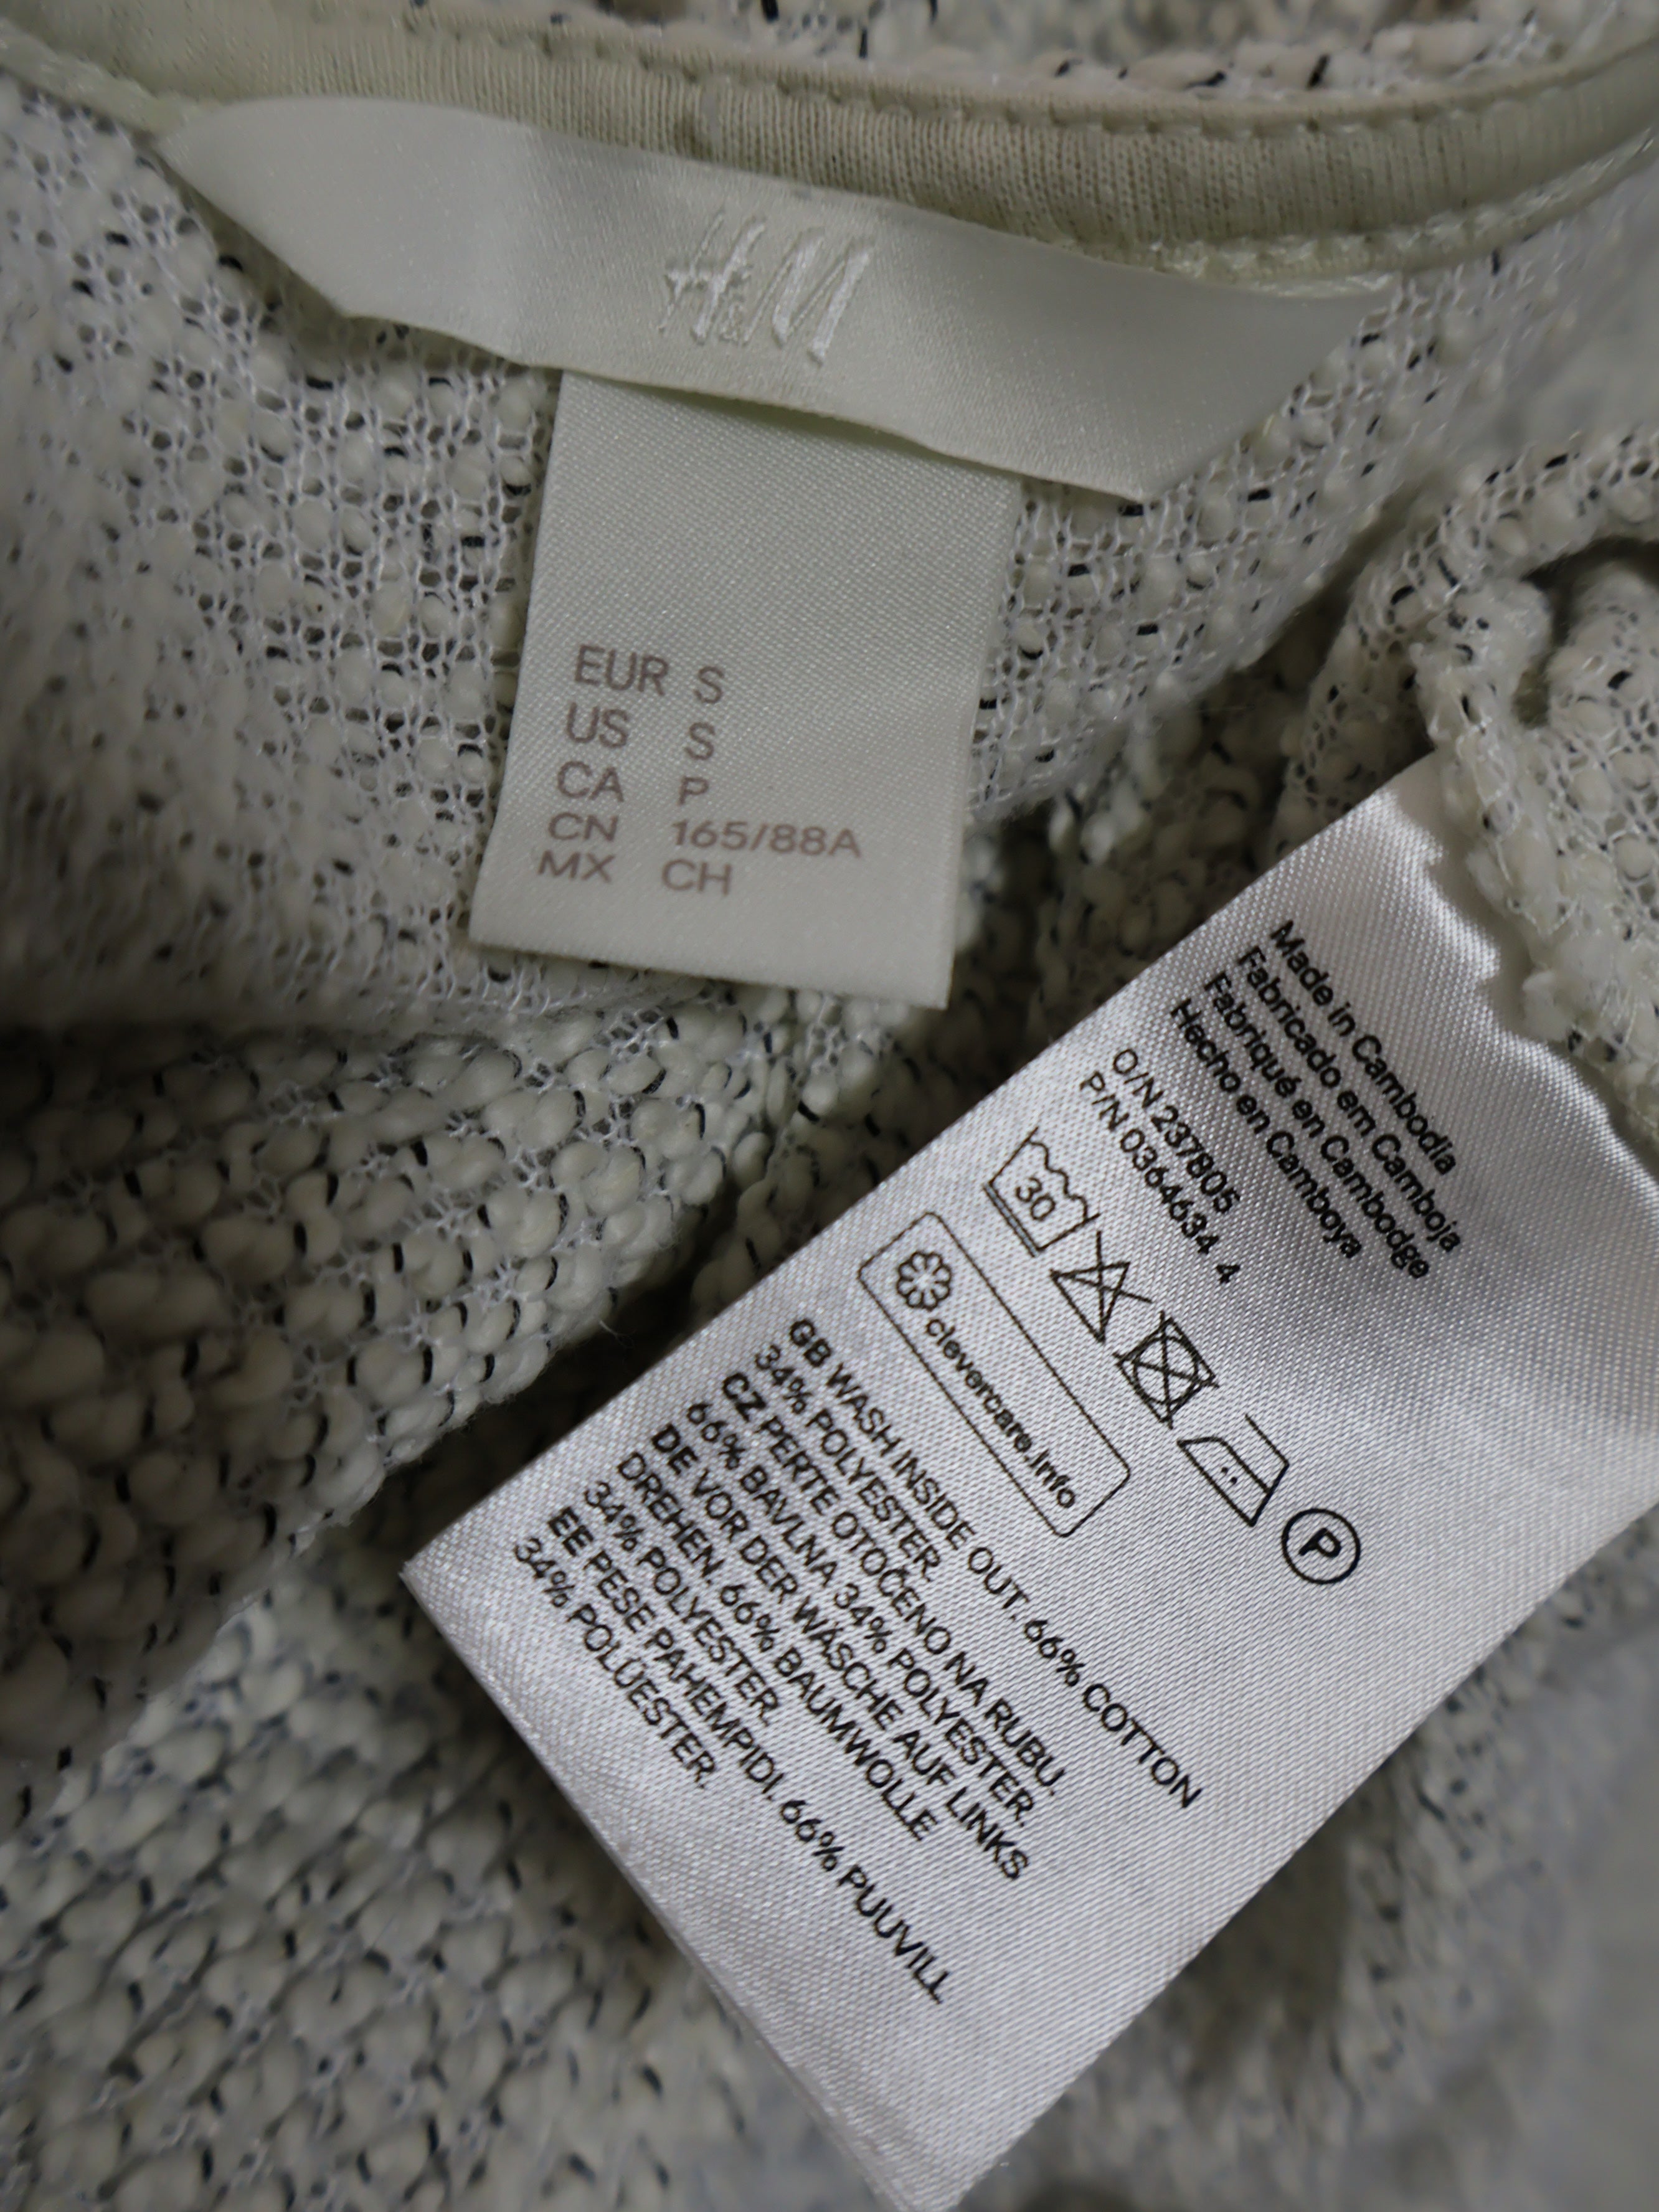 H&M
EUR S
US S
CA P
CN 165/88A
MX CH
Made in Cambodia
Fabricado em Camboja
Fabriqué en Cambodge
Hecho en Camboya
O/N 237805
P/N 0364634 4
30
P
clevercare.info
GB WASH INSIDE OUT. 66% COTTON
34% POLYESTER.
CZ PERTE OTOČENO NA RUBU.
66% BAVLNA 34% POLYESTER.
DE VOR DER WÄSCHE AUF LINKS
DREHEN. 66% BAUMWOLLE
34% POLYESTER.
EE PESE PAHEMPIDI. 66% PUUVILL
34% POLÜESTER.